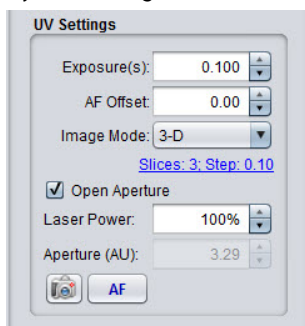 UV Settings
Exposure(s): 0.100
AF Offset: 0.00
Image Mode: 3-D
Slices: 3; Step: 0.10
Open Aperture
Laser Power: 100%
Aperture (AU): 3.29
AF